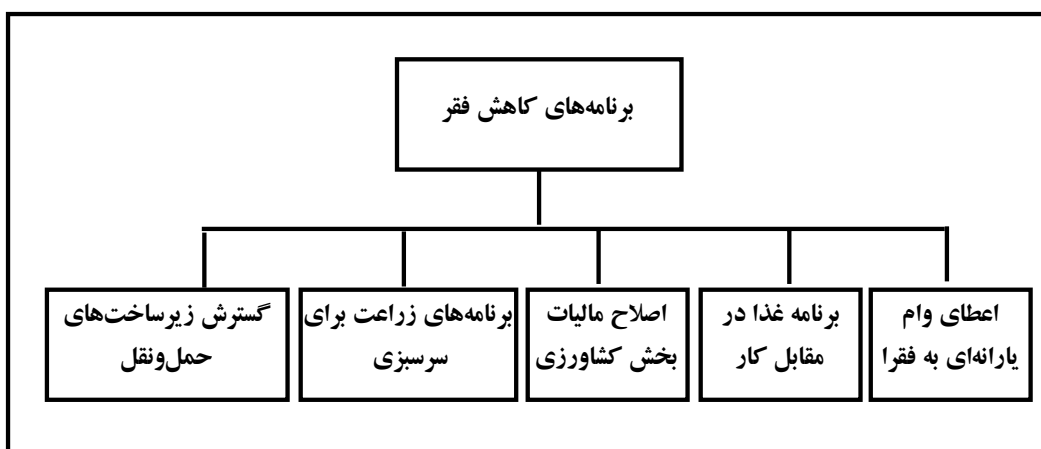 برنامه‌های کاهش فقر
اعطای وام
یارانه‌ای به فقرا
برنامه غذا در
مقابل کار
اصلاح مالیات
بخش کشاورزی
برنامه‌های زراعت برای
سرسبزی
گسترش زیرساخت‌های
حمل‌ونقل